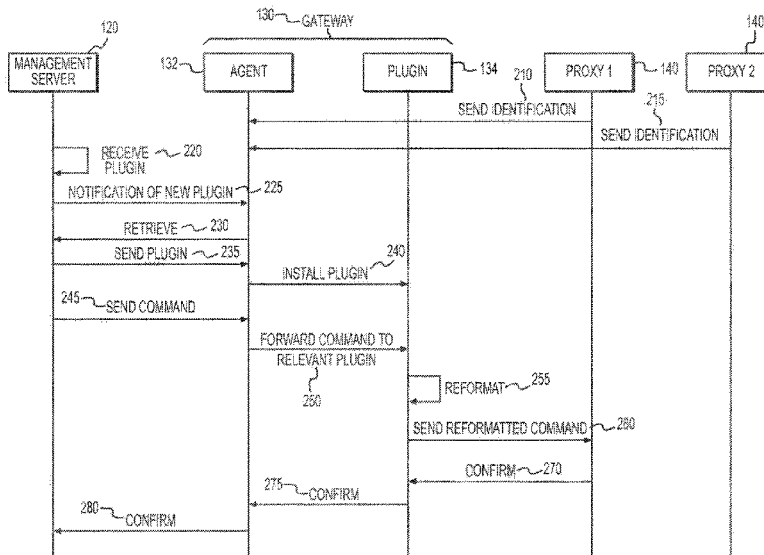 130
GATEWAY
120
MANAGEMENT
SERVER
132
AGENT
PLUGIN
134
PROXY 1
140
140
PROXY 2
210
SEND IDENTIFICATION
215
SEND IDENTIFICATION
RECEIVE
PLUGIN
220
NOTIFICATION OF NEW PLUGIN
225
RETRIEVE
230
SEND PLUGIN
235
240
INSTALL PLUGIN
245
SEND COMMAND
FORWARD COMMAND TO
RELEVANT PLUGIN
250
REFORMAT
255
SEND REFORMATTED COMMAND
260
CONFIRM
270
275
CONFIRM
280
CONFIRM